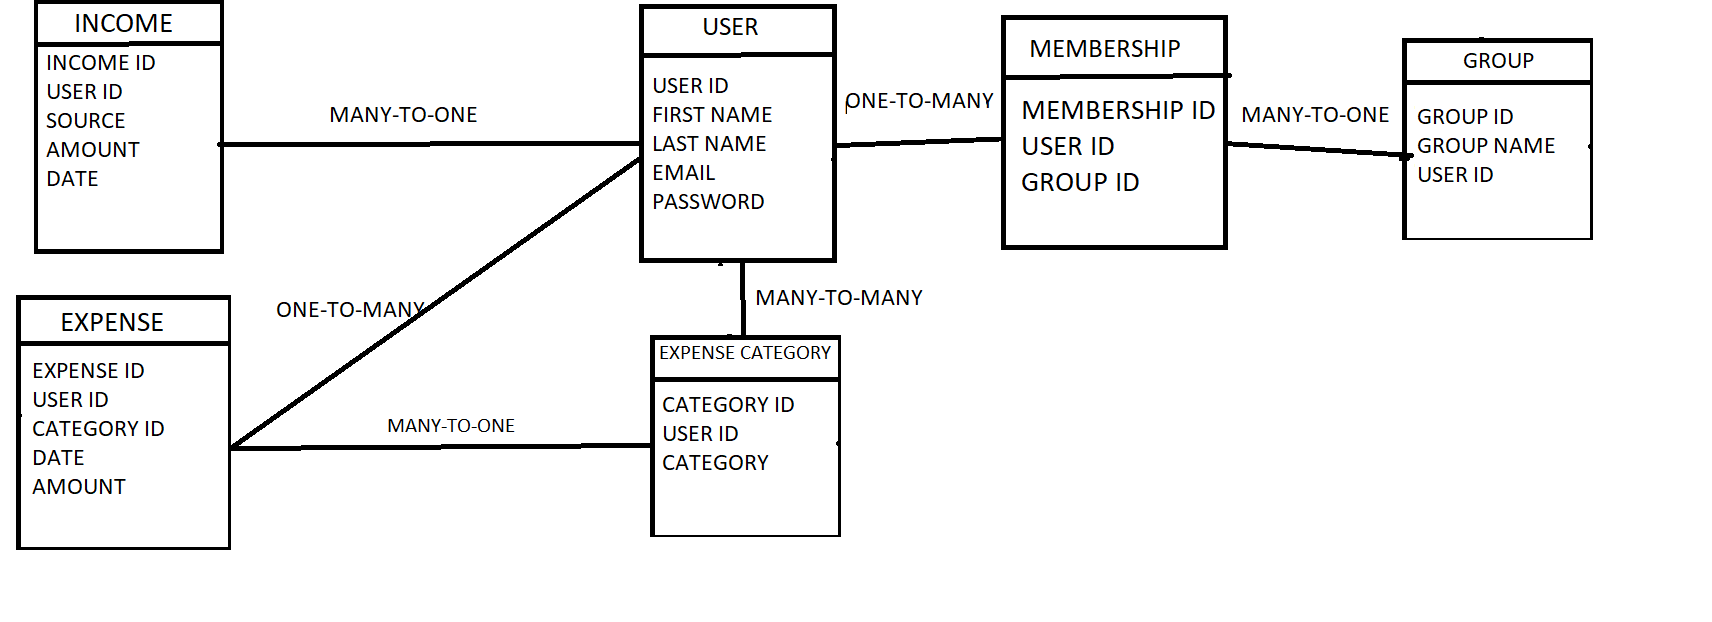 INCOME
INCOME ID
USER ID
SOURCE
AMOUNT
DATE
MANY-TO-ONE
USER
USER ID
FIRST NAME
LAST NAME
EMAIL
PASSWORD
ONE-TO-MANY
MEMBERSHIP
MEMBERSHIP ID
USER ID
GROUP ID
MANY-TO-ONE
GROUP
GROUP ID
GROUP NAME
USER ID
ONE-TO-MANY
MANY-TO-MANY
EXPENSE
EXPENSE ID
USER ID
CATEGORY ID
DATE
AMOUNT
MANY-TO-ONE
EXPENSE CATEGORY
CATEGORY ID
USER ID
CATEGORY